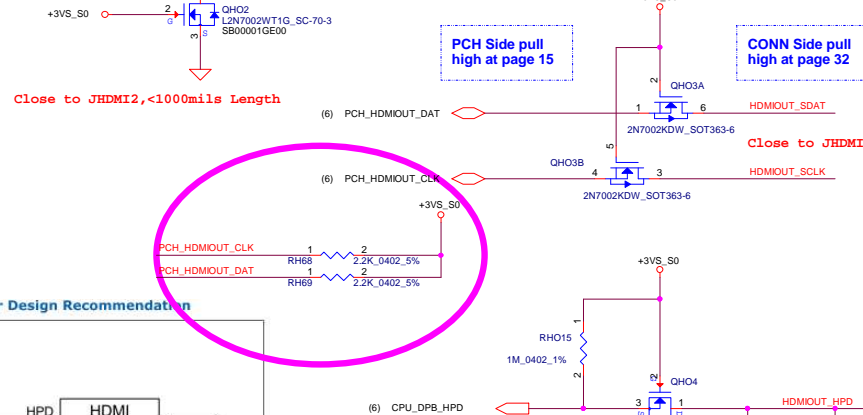 +3VS_S0
2
G
S
3
QHO2
L2N7002WT1G_SC-70-3
SB00001GE00
Close to JHDMI2,<1000mils Length
PCH Side pull
high at page 15
CONN Side pull
high at page 32
2
QHO3A
(6) PCH_HDMIOUT_DAT
1
6
HDMIOUT_SDAT
2N7002KDW_SOT363-6
Close to JHDMI
5
QHO3B
(6) PCH_HDMIOUT_CLK
4
3
HDMIOUT_SCLK
2N7002KDW_SOT363-6
+3VS_S0
PCH_HDMIOUT_CLK
1
2
RH68
2.2K_0402_5%
PCH_HDMIOUT_DAT
1
2
RH69
2.2K_0402_5%
+3VS_S0
Design Recommendation
1
RHO15
1M_0402_1%
2
2
QHO4
HPD
HDMI
(6) CPU_DPB_HPD
3
1
HDMIOUT_HPD